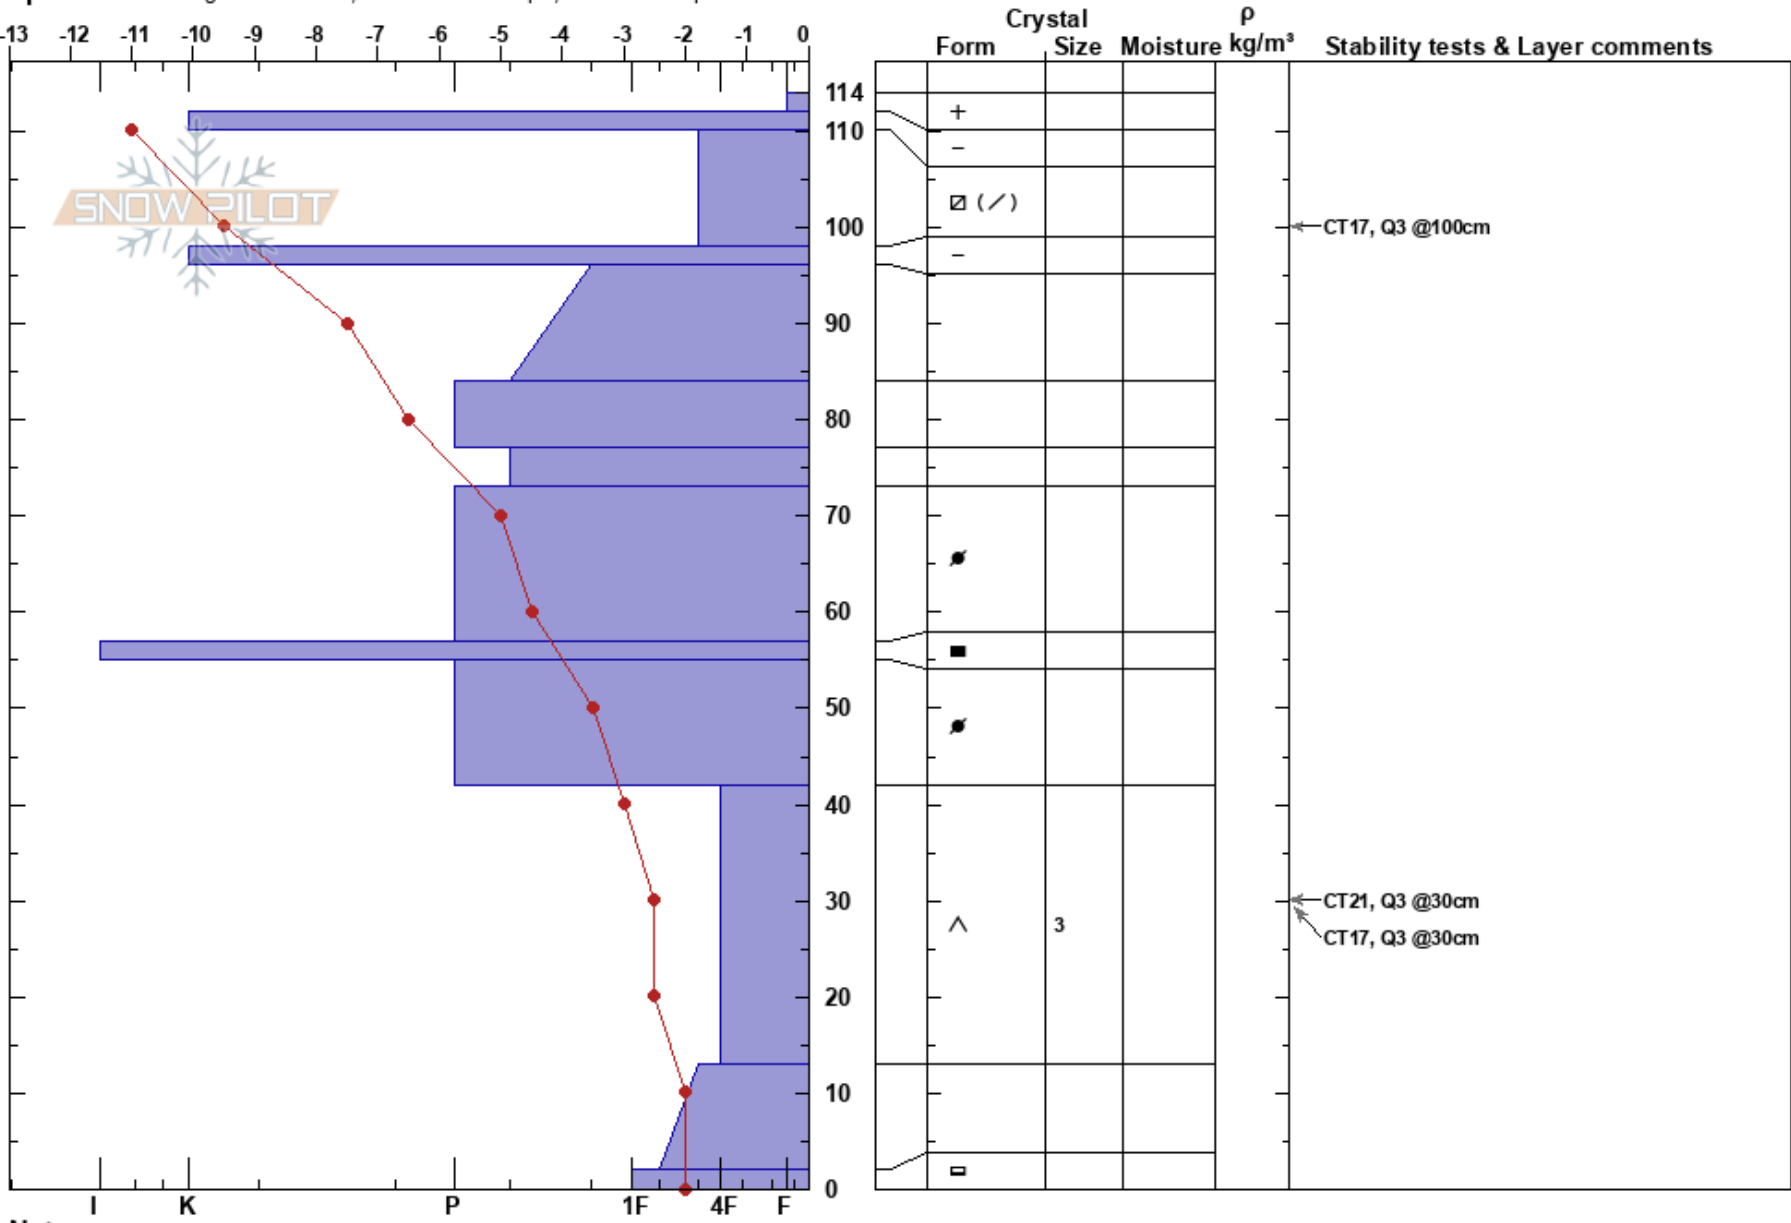 Crystal ρ
-13 -12 -11 -10 -9 -8 -7 -6 -5 -4 -3 -2 -1 0 Form Size Moisture kg/m³ Stability tests & Layer comments
114
+
110
-
SNOW PILOT
(/)
100 CT17, Q3 @100cm
-
90
80
70
60
50
40
30 CT21, Q3 @30cm
3
CT17, Q3 @30cm
20
10
0
I K P 1F 4F F